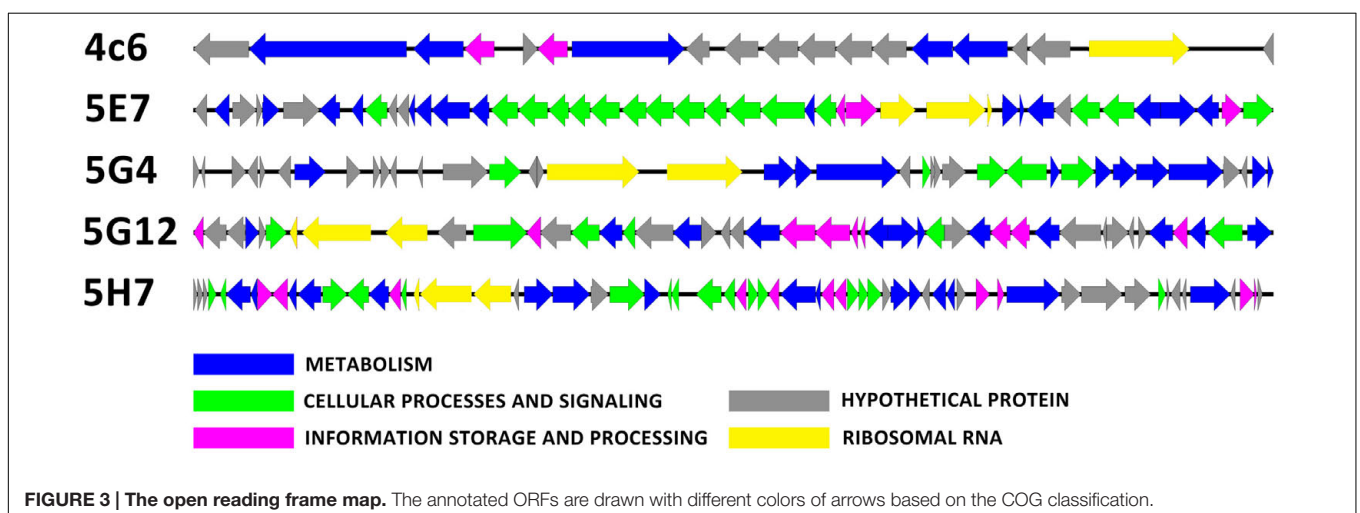 4c6
5E7
5G4
5G12
5H7
METABOLISM
CELLULAR PROCESSES AND SIGNALING
HYPOTHETICAL PROTEIN
INFORMATION STORAGE AND PROCESSING
RIBOSOMAL RNA
FIGURE 3 | The open reading frame map. The annotated ORFs are drawn with different colors of arrows based on the COG classification.